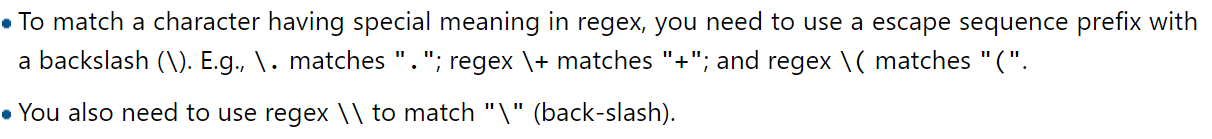 • To match a character having special meaning in regex, you need to use a escape sequence prefix with
a backslash (\). E.g., \. matches "."; regex \+ matches "+"; and regex \( matches "(".
• You also need to use regex \\ to match "\" (back-slash).